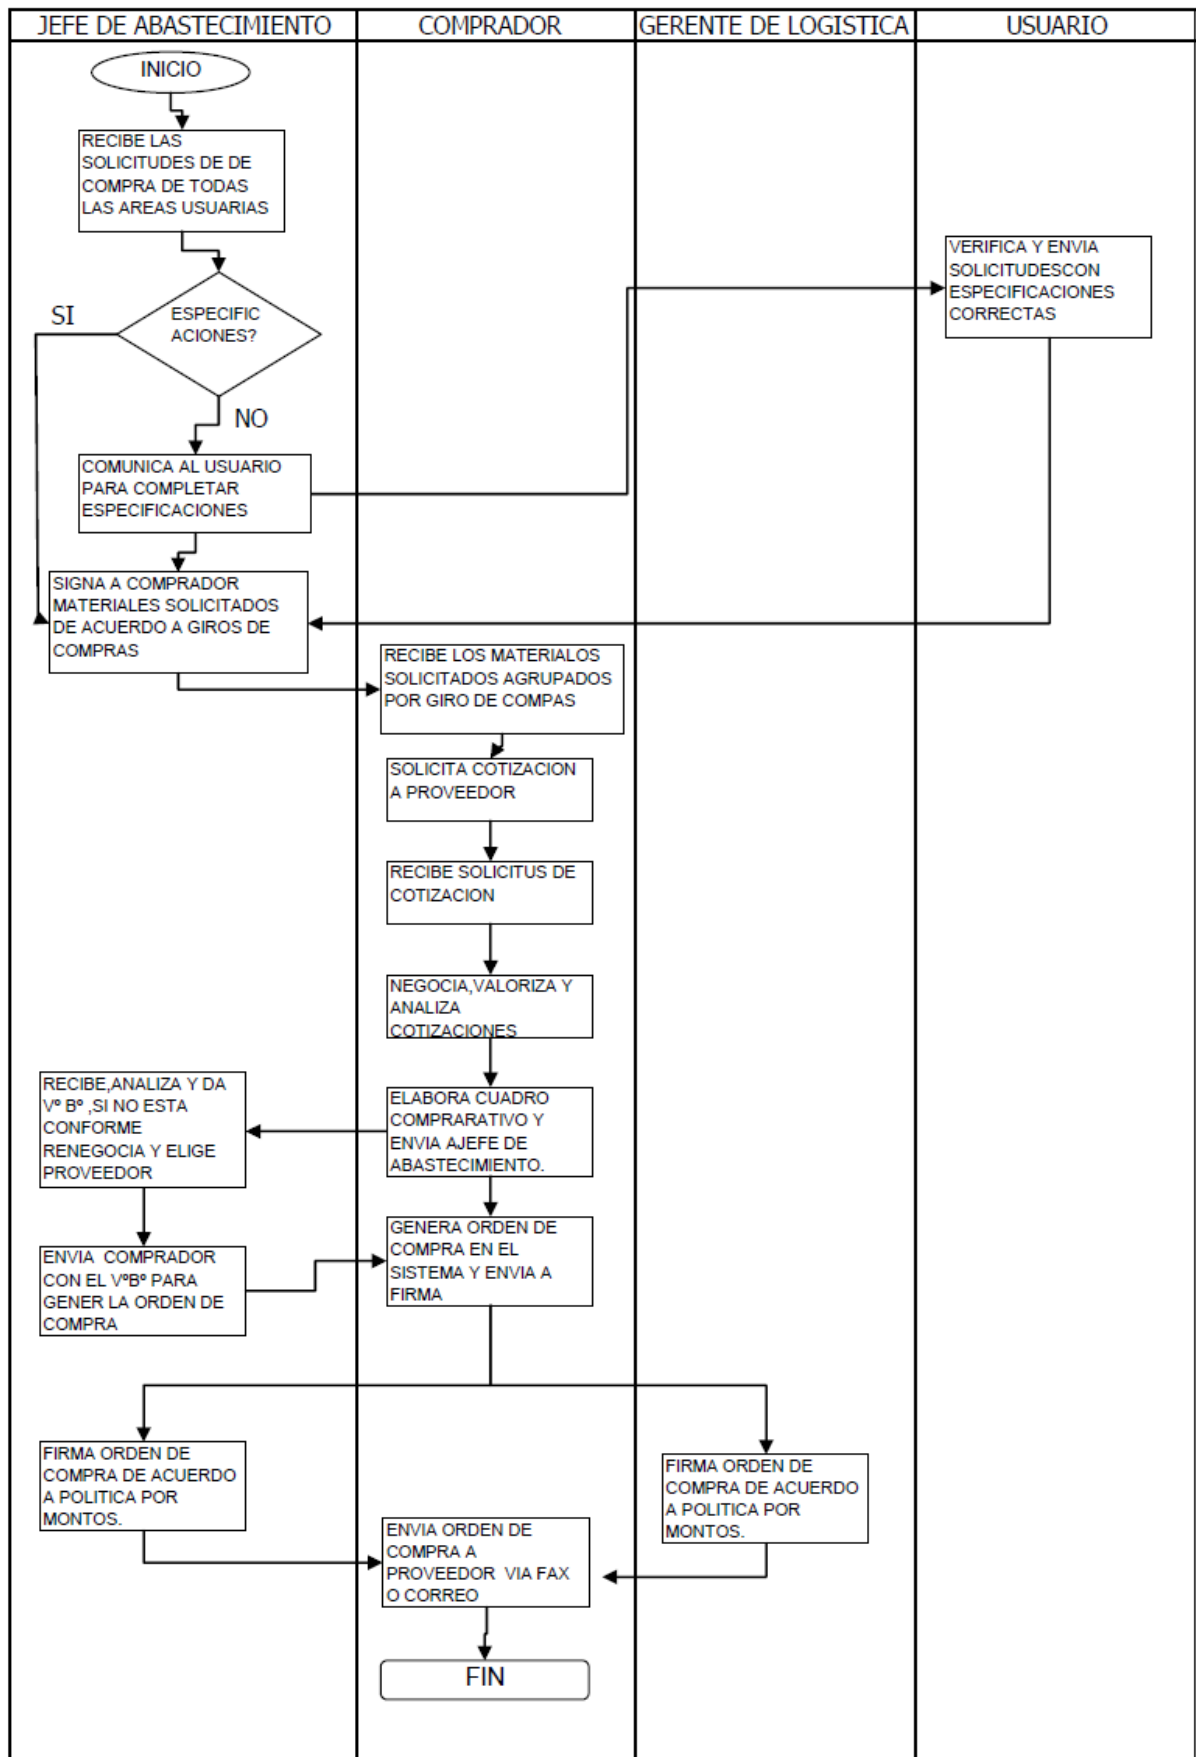 JEFE DE ABASTECIMIENTO
COMPRADOR
GERENTE DE LOGISTICA
USUARIO
INICIO
RECIBE LAS
SOLICITUDES DE DE
COMPRA DE TODAS
LAS AREAS USUARIAS
VERIFICA Y ENVIA
SOLICITUDESCON
ESPECIFICACIONES
CORRECTAS
SI
ESPECIFIC
ACIONES?
NO
COMUNICA AL USUARIO
PARA COMPLETAR
ESPECIFICACIONES
SIGNA A COMPRADOR
MATERIALES SOLICITADOS
DE ACUERDO A GIROS DE
COMPRAS
RECIBE LOS MATERIALOS
SOLICITADOS AGRUPADOS
POR GIRO DE COMPAS
SOLICITA COTIZACION
A PROVEEDOR
RECIBE SOLICITUS DE
COTIZACION
NEGOCIA,VALORIZA Y
ANALIZA
COTIZACIONES
RECIBE,ANALIZA Y DA
Vº Bº ,SI NO ESTA
CONFORME
RENEGOCIA Y ELIGE
PROVEEDOR
ELABORA CUADRO
COMPRARATIVO Y
ENVIA AJEFE DE
ABASTECIMIENTO.
ENVIA  COMPRADOR
CON EL VºBº PARA
GENER LA ORDEN DE
COMPRA
GENERA ORDEN DE
COMPRA EN EL
SISTEMA Y ENVIA A
FIRMA
FIRMA ORDEN DE
COMPRA DE ACUERDO
A POLITICA POR
MONTOS.
FIRMA ORDEN DE
COMPRA DE ACUERDO
A POLITICA POR
MONTOS.
ENVIA ORDEN DE
COMPRA A
PROVEEDOR  VIA FAX
O CORREO
FIN